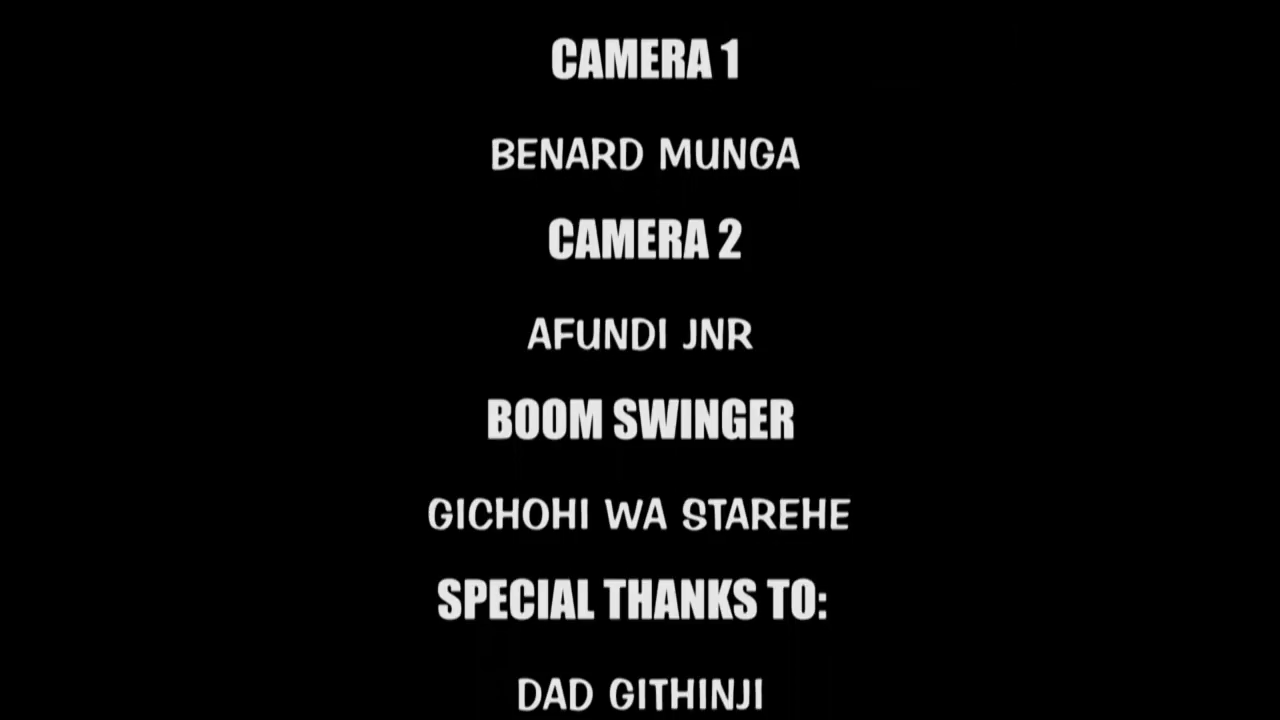 CAMERA 1
BENARD MUNGA
CAMERA 2
AFUNDI JNR
BOOM SWINGER
GICHOHI WA STAREHE
SPECIAL THANKS TO:
DAD GITHINJI